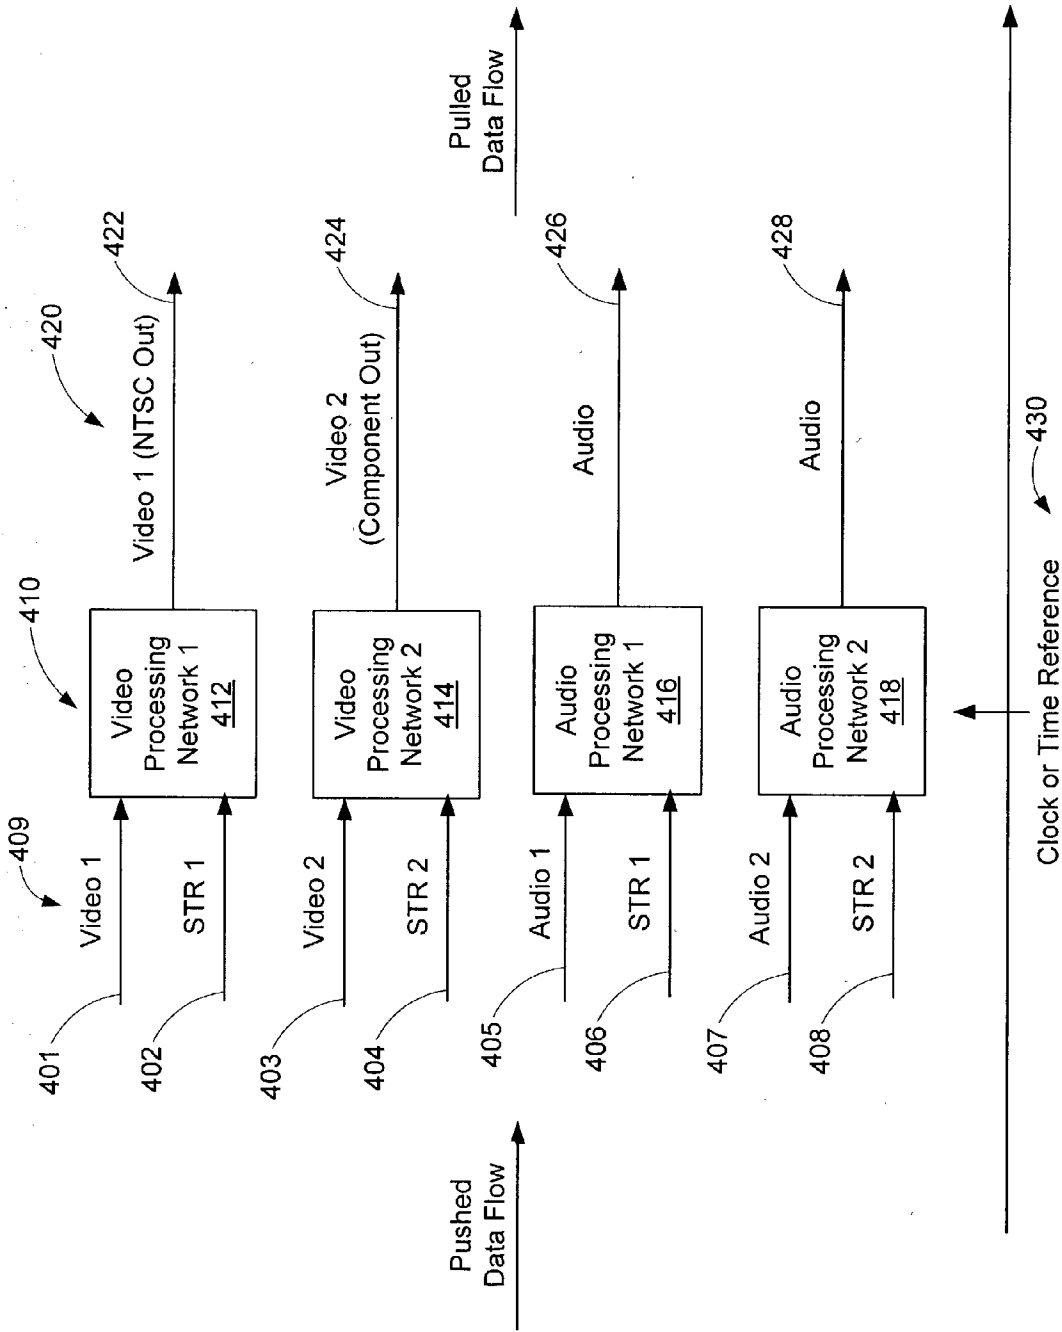 Pushed
Data Flow
401
402
403
404
405
406
407
408
409
Video 1
STR 1
Video 2
STR 2
Audio 1
STR 1
Audio 2
STR 2
410
Video
Processing
Network 1
412
Video
Processing
Network 2
414
Audio
Processing
Network 1
416
Audio
Processing
Network 2
418
420
Video 1 (NTSC Out)
422
Video 2
(Component Out)
424
Audio
426
Audio
428
Pulled
Data Flow
Clock or Time Reference
430